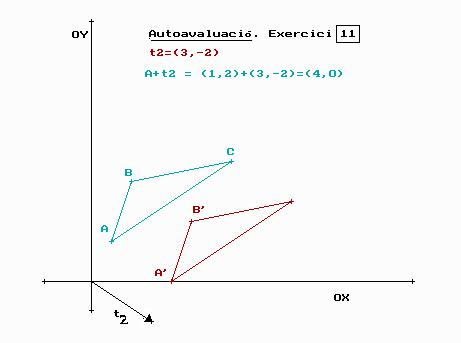 OY
Autoavaluació. Exercici 11
t2=(3,-2)
A+t2 = (1,2)+(3,-2)=(4,0)
C
B
B'
A
A'
OX
t2